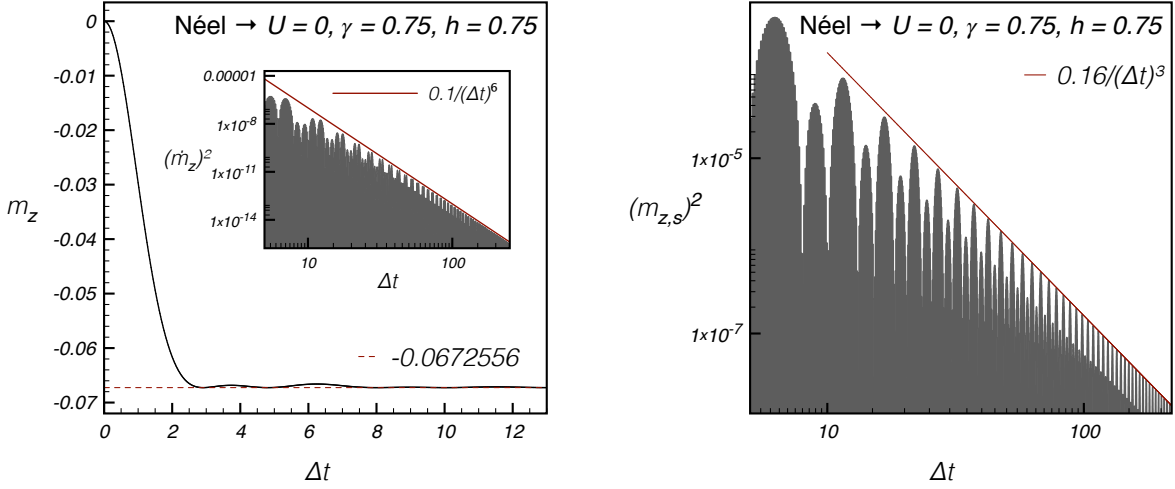 Néel → U = 0, γ = 0.75, h = 0.75
m_z
0
-0.01
-0.02
-0.03
-0.04
-0.05
-0.06
-0.07
0
2
4
6
8
10
12
Δt
-0.0672556
0.00001
1x10^-8
1x10^-11
1x10^-14
(ṁ_z)^2
0.1/(Δt)^6
10
100
Δt
Néel → U = 0, γ = 0.75, h = 0.75
0.16/(Δt)^3
1x10^-5
(m_z,s)^2
1x10^-7
10
100
Δt